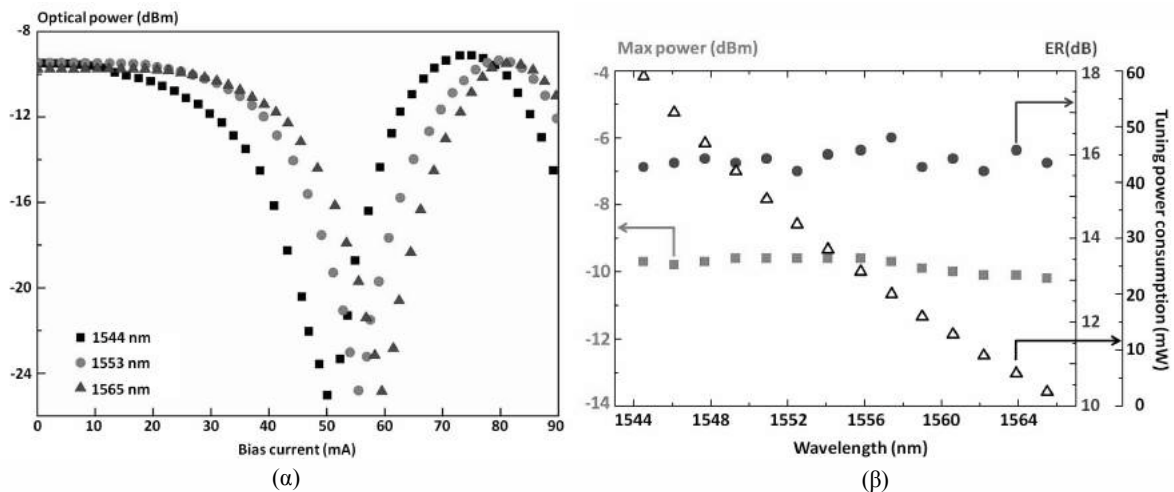 Optical power (dBm)
-8
-12
-16
-20
-24
1544 nm
1553 nm
1565 nm
0 10 20 30 40 50 60 70 80 90
Bias current (mA)
(α)
Max power (dBm) ER(dB)
-4
-6
-8
-10
-12
-14
18
16
14
12
10
60
50
40
30
20
10
0
Tuning power consumption (mW)
1544 1548 1552 1556 1560 1564
Wavelength (nm)
(β)